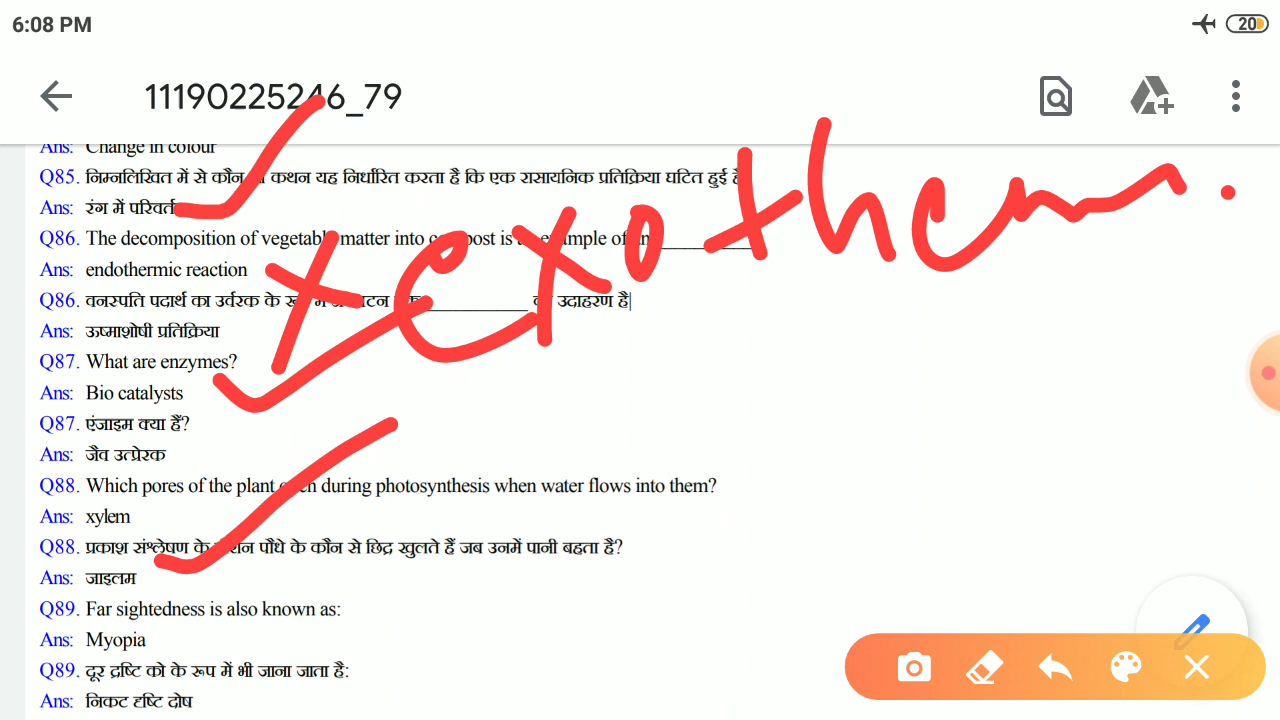 6:08 PM
20
11190225246_79
Ans: Change in colour
Q85. निम्नलिखित में से कौन कथन यह निर्धारित करता है कि एक रासायनिक प्रतिक्रिया घटित हुई है
Ans: रंग में परिवर्त
Q86. The decomposition of vegetable matter into compost is an example of an __________
Ans: endothermic reaction
Q86. वनस्पति पदार्थ का उर्वरक के __________ उदाहरण है|
Ans: ऊष्माशोषी प्रतिक्रिया
Q87. What are enzymes?
Ans: Bio catalysts
Q87. एंजाइम क्या हैं?
Ans: जैव उत्प्रेरक
Q88. Which pores of the plant open during photosynthesis when water flows into them?
Ans: xylem
Q88. प्रकाश संश्लेषण के दौरान पौधे के कौन से छिद्र खुलते हैं जब उनमें पानी बहता है?
Ans: जाइलम
Q89. Far sightedness is also known as:
Ans: Myopia
Q89. दूर द्रष्टि को के रूप में भी जाना जाता है:
Ans: निकट दृष्टि दोष